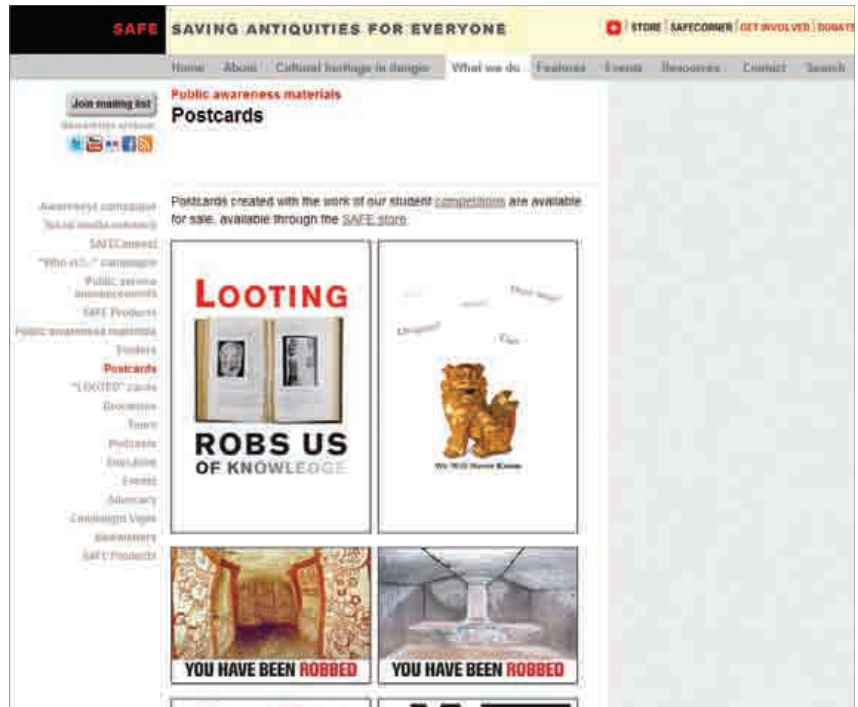 SAFE SAVING ANTIQUITIES FOR EVERYONE
STORE SAFECORNER GET INVOLVED DONATE
Home About Cultural heritage in danger What we do Features Events Resources Contact Search
Join mailing list
Public awareness materials
Postcards
Postcards created with the work of our student competitions are available
for sale, available through the SAFE store.
Awareness campaigns
SAFEConnect
Public service
announcements
SAFE Products
Public awareness materials
Posters
Postcards
"LOOTED" cards
Brochures
Tours
Podcasts
Events
Advocacy
Candlelight Vigils
Newsletters
SAFE Products
LOOTING
ROBS US
OF KNOWLEDGE
We Will Never Know
YOU HAVE BEEN ROBBED
YOU HAVE BEEN ROBBED